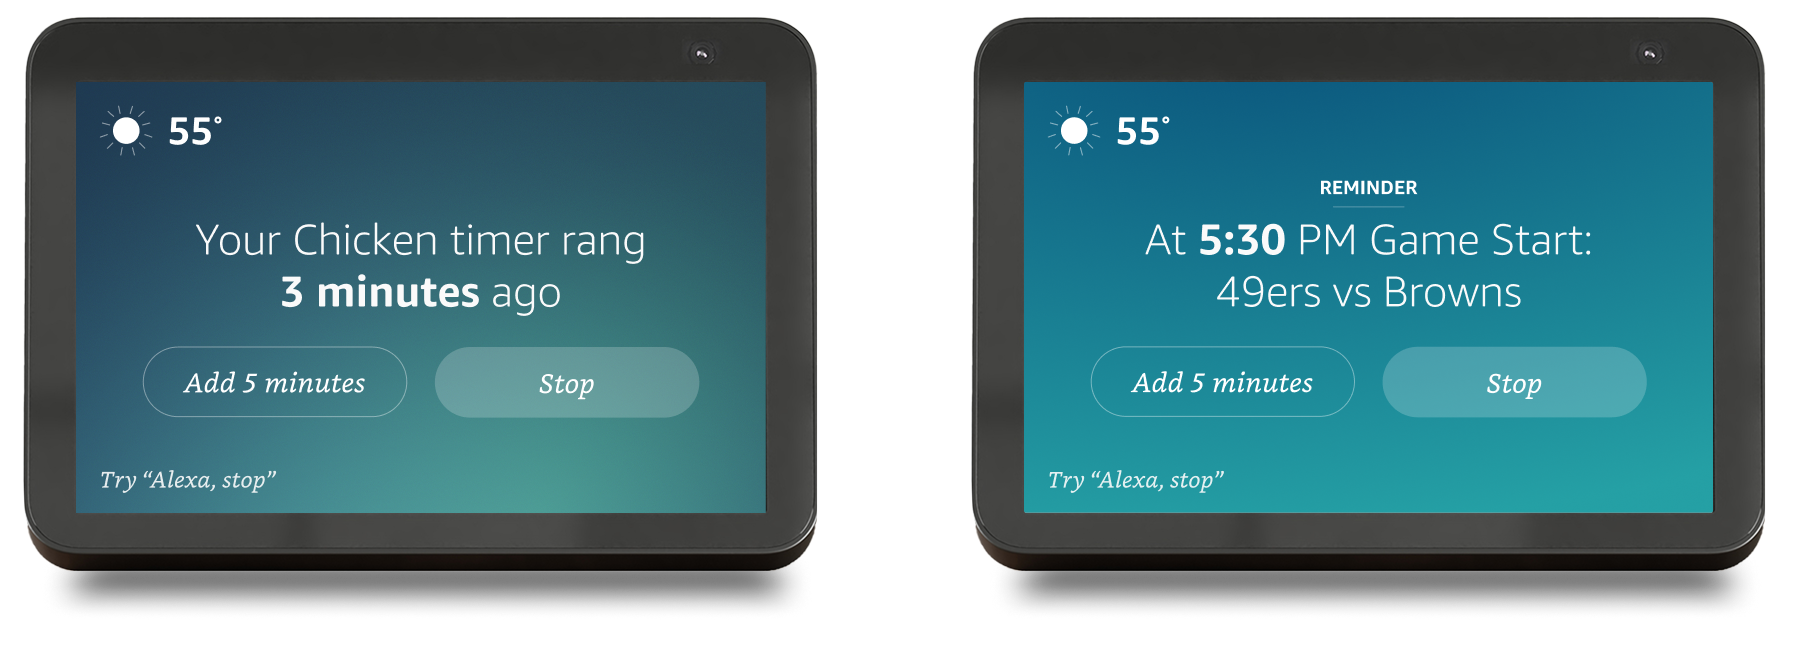 55°
Your Chicken timer rang
3 minutes ago
Add 5 minutes
Stop
Try “Alexa, stop”
55°
REMINDER
At 5:30 PM Game Start:
49ers vs Browns
Add 5 minutes
Stop
Try “Alexa, stop”